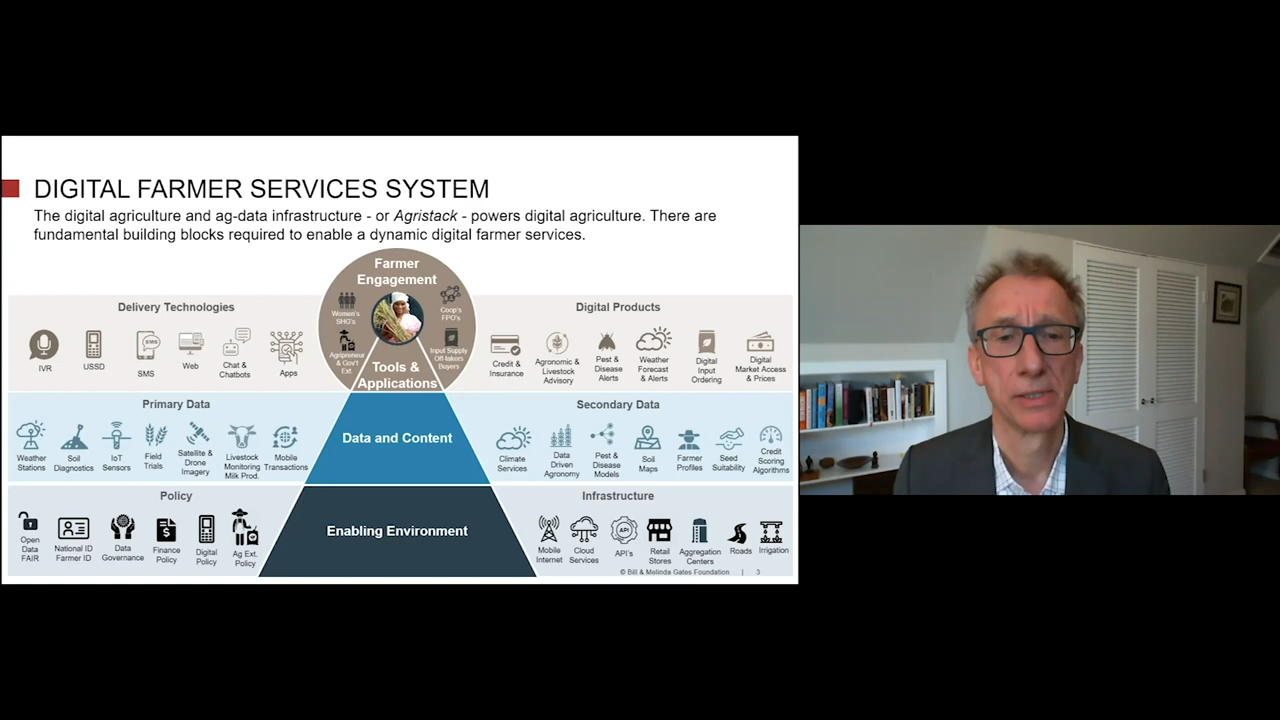 DIGITAL FARMER SERVICES SYSTEM
The digital agriculture and ag-data infrastructure - or Agristack - powers digital agriculture. There are
fundamental building blocks required to enable a dynamic digital farmer services.
Farmer
Engagement
Women's
SHG's
Coop's
FPO's
Agripreneur
& Gov't
Ext.
Input Supply
Off-takers
Buyers
Tools &
Applications
Delivery Technologies
IVR
USSD
SMS
SMS
Web
Chat &
Chatbots
Apps
Digital Products
Credit &
Insurance
Agronomic &
Livestock
Advisory
Pest &
Disease
Alerts
Weather
Forecast
& Alerts
Digital
Input
Ordering
Digital
Market Access
& Prices
Primary Data
Weather
Stations
Soil
Diagnostics
IoT
Sensors
Field
Trials
Satellite &
Drone
Imagery
Livestock
Monitoring
Milk Prod.
Mobile
Transactions
Data and Content
Secondary Data
Climate
Services
Data
Driven
Agronomy
Pest &
Disease
Models
Soil
Maps
Farmer
Profiles
Seed
Suitability
Credit
Scoring
Algorithms
Policy
Open
Data
FAIR
National ID
Farmer ID
Data
Governance
Finance
Policy
Digital
Policy
Ag Ext.
Policy
Enabling Environment
Infrastructure
Mobile
Internet
Cloud
Services
API
API's
Retail
Stores
Aggregation
Centers
Roads
Irrigation
© Bill & Melinda Gates Foundation | 3